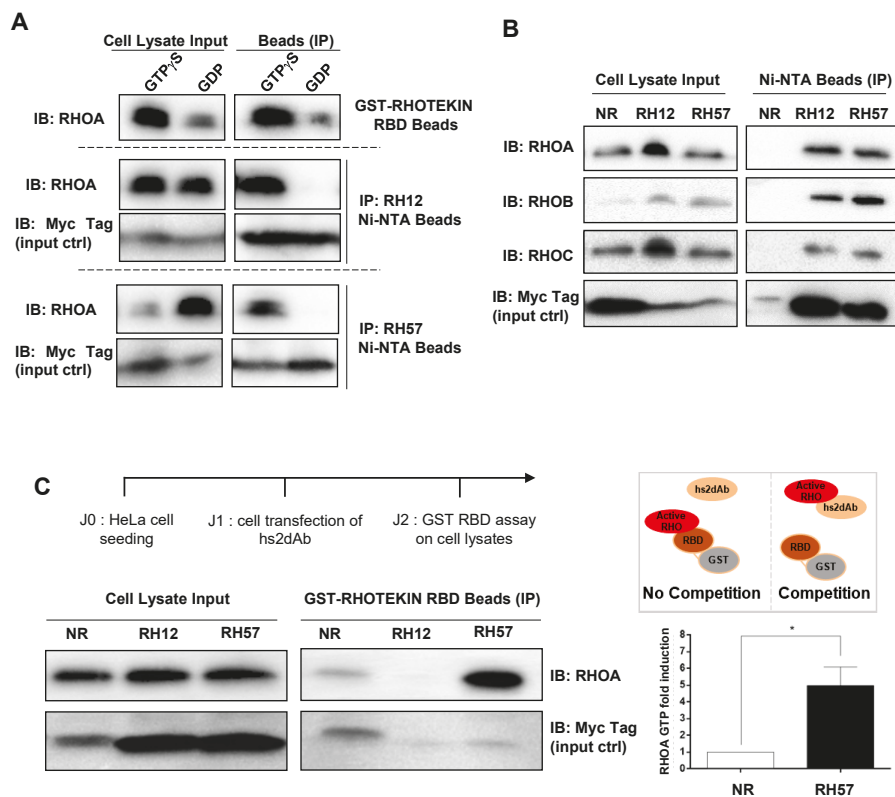 A
Cell Lysate Input
Beads (IP)
GTPγS
GDP
GTPγS
GDP
IB: RHOA
GST-RHOTEKIN
RBD Beads
IB: RHOA
IB: Myc Tag
(input ctrl)
IP: RH12
Ni-NTA Beads
IB: RHOA
IB: Myc Tag
(input ctrl)
IP: RH57
Ni-NTA Beads
B
Cell Lysate Input
Ni-NTA Beads (IP)
NR RH12 RH57
NR RH12 RH57
IB: RHOA
IB: RHOB
IB: RHOC
IB: Myc Tag
(input ctrl)
C
J0 : HeLa cell
seeding
J1 : cell transfection of
hs2dAb
J2 : GST RBD assay
on cell lysates
Cell Lysate Input
GST-RHOTEKIN RBD Beads (IP)
NR RH12 RH57
NR RH12 RH57
IB: RHOA
IB: Myc Tag
(input ctrl)
hs2dAb
Active
RHO
RBD
GST
No Competition
Active
RHO
hs2dAb
RBD
GST
Competition
RHOA GTP fold induction
8
7
6
5
4
3
2
1
0
*
NR
RH57